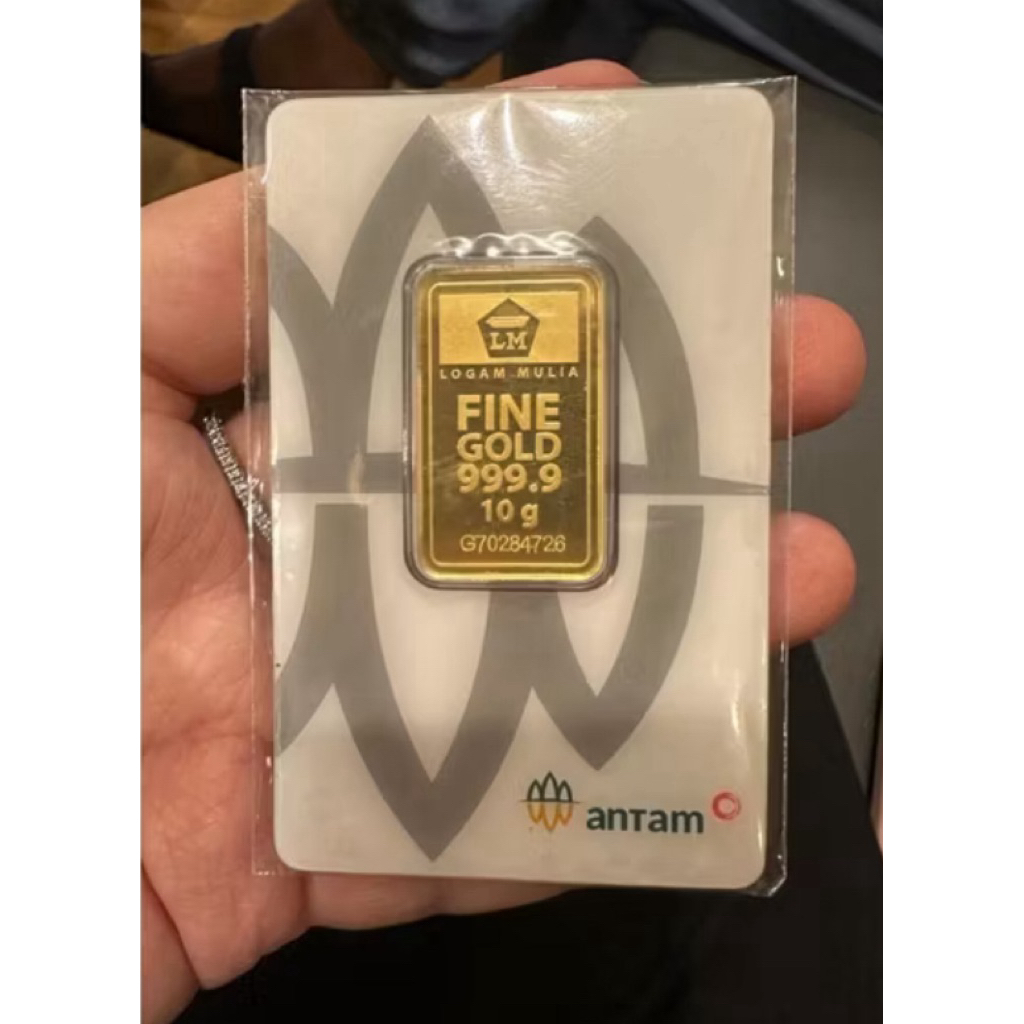 LM
LOGAM MULIA
FINE
GOLD
999.9
10 g
G70284726
antam